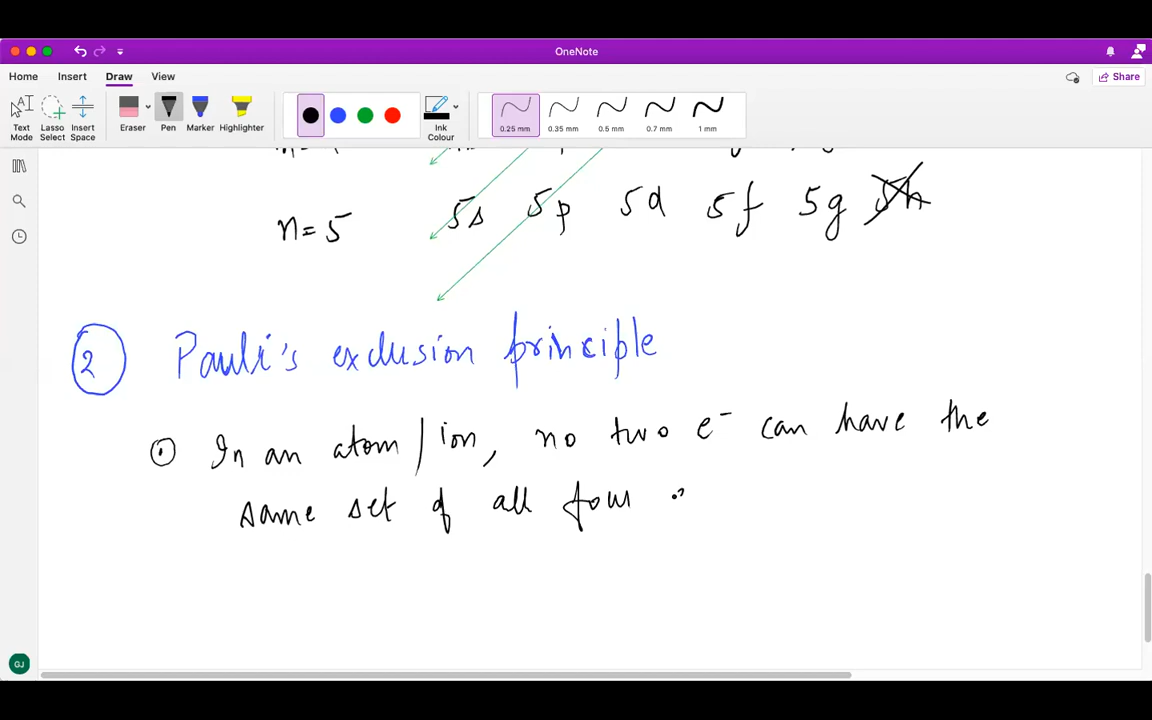 OneNote
Home Insert Draw View
Share
Text Mode
Lasso Select
Insert Space
Eraser
Pen
Marker
Highlighter
Ink Colour
0.25 mm 0.35 mm 0.5 mm 0.7 mm 1 mm
n=5 5s 5p 5d 5f 5g 5h
2 Pauli's exclusion principle
In an atom/ion, no two e⁻ can have the
same set of all four
GJ